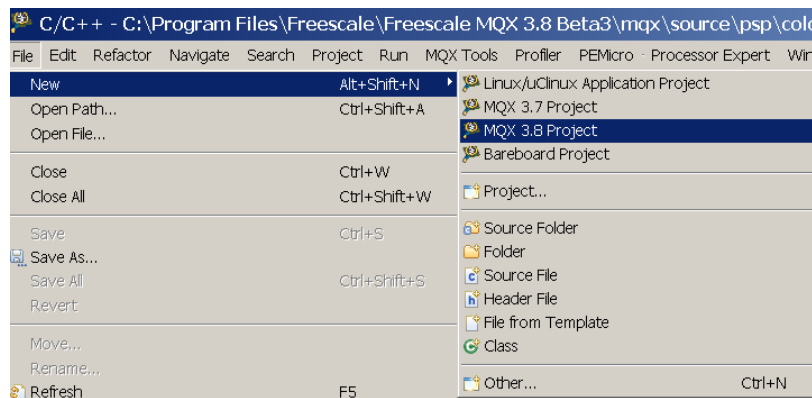 C/C++ - C:\Program Files\Freescale\Freescale MQX 3.8 Beta3\mqx\source\psp\cold
File Edit Refactor Navigate Search Project Run MQX Tools Profiler PEMicro Processor Expert Win
New Alt+Shift+N
Open Path... Ctrl+Shift+A
Open File...
Close Ctrl+W
Close All Ctrl+Shift+W
Save Ctrl+S
Save As...
Save All Ctrl+Shift+S
Revert
Move...
Rename...
Refresh F5
Linux/uClinux Application Project
MQX 3.7 Project
MQX 3.8 Project
Bareboard Project
Project...
Source Folder
Folder
Source File
Header File
File from Template
Class
Other... Ctrl+N